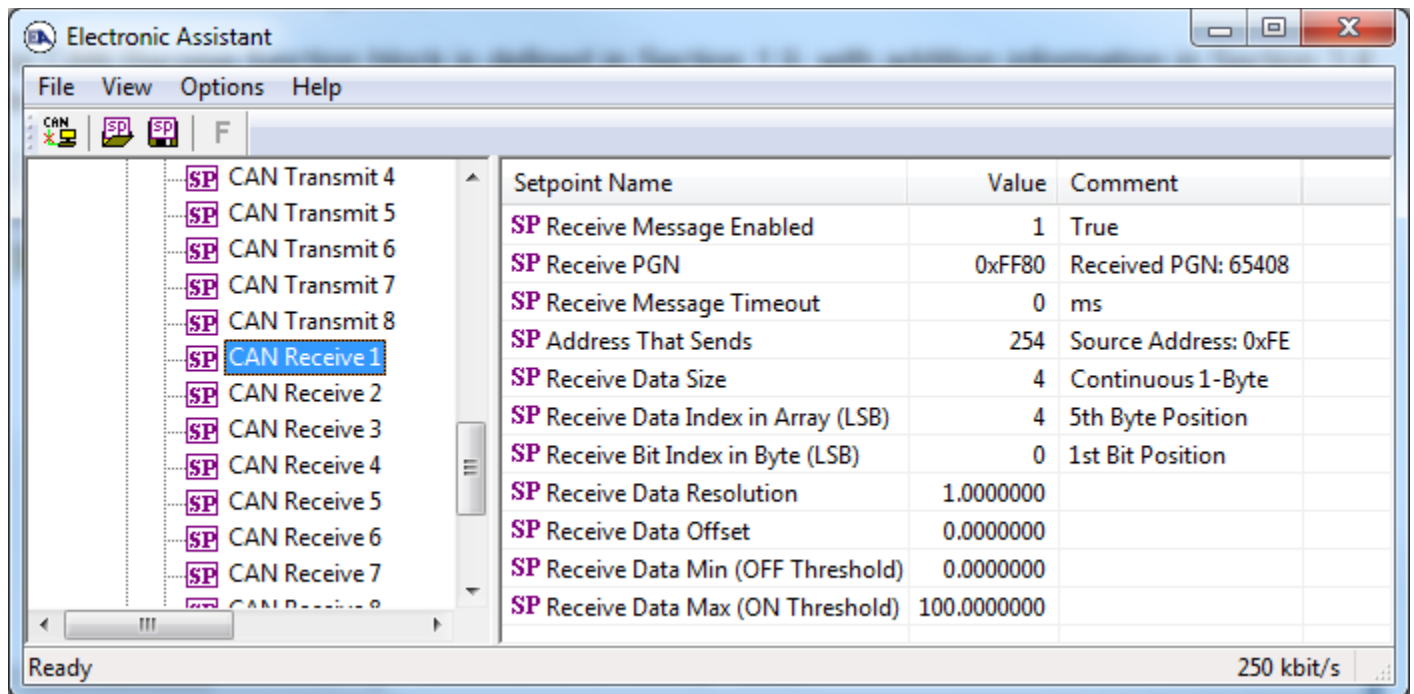 Electronic Assistant
File View Options Help
CAN SP SP F
SP CAN Transmit 4
SP CAN Transmit 5
SP CAN Transmit 6
SP CAN Transmit 7
SP CAN Transmit 8
SP CAN Receive 1
SP CAN Receive 2
SP CAN Receive 3
SP CAN Receive 4
SP CAN Receive 5
SP CAN Receive 6
SP CAN Receive 7
SP CAN Receive 8
Setpoint Name Value Comment
SP Receive Message Enabled 1 True
SP Receive PGN 0xFF80 Received PGN: 65408
SP Receive Message Timeout 0 ms
SP Address That Sends 254 Source Address: 0xFE
SP Receive Data Size 4 Continuous 1-Byte
SP Receive Data Index in Array (LSB) 4 5th Byte Position
SP Receive Bit Index in Byte (LSB) 0 1st Bit Position
SP Receive Data Resolution 1.0000000
SP Receive Data Offset 0.0000000
SP Receive Data Min (OFF Threshold) 0.0000000
SP Receive Data Max (ON Threshold) 100.0000000
Ready 250 kbit/s